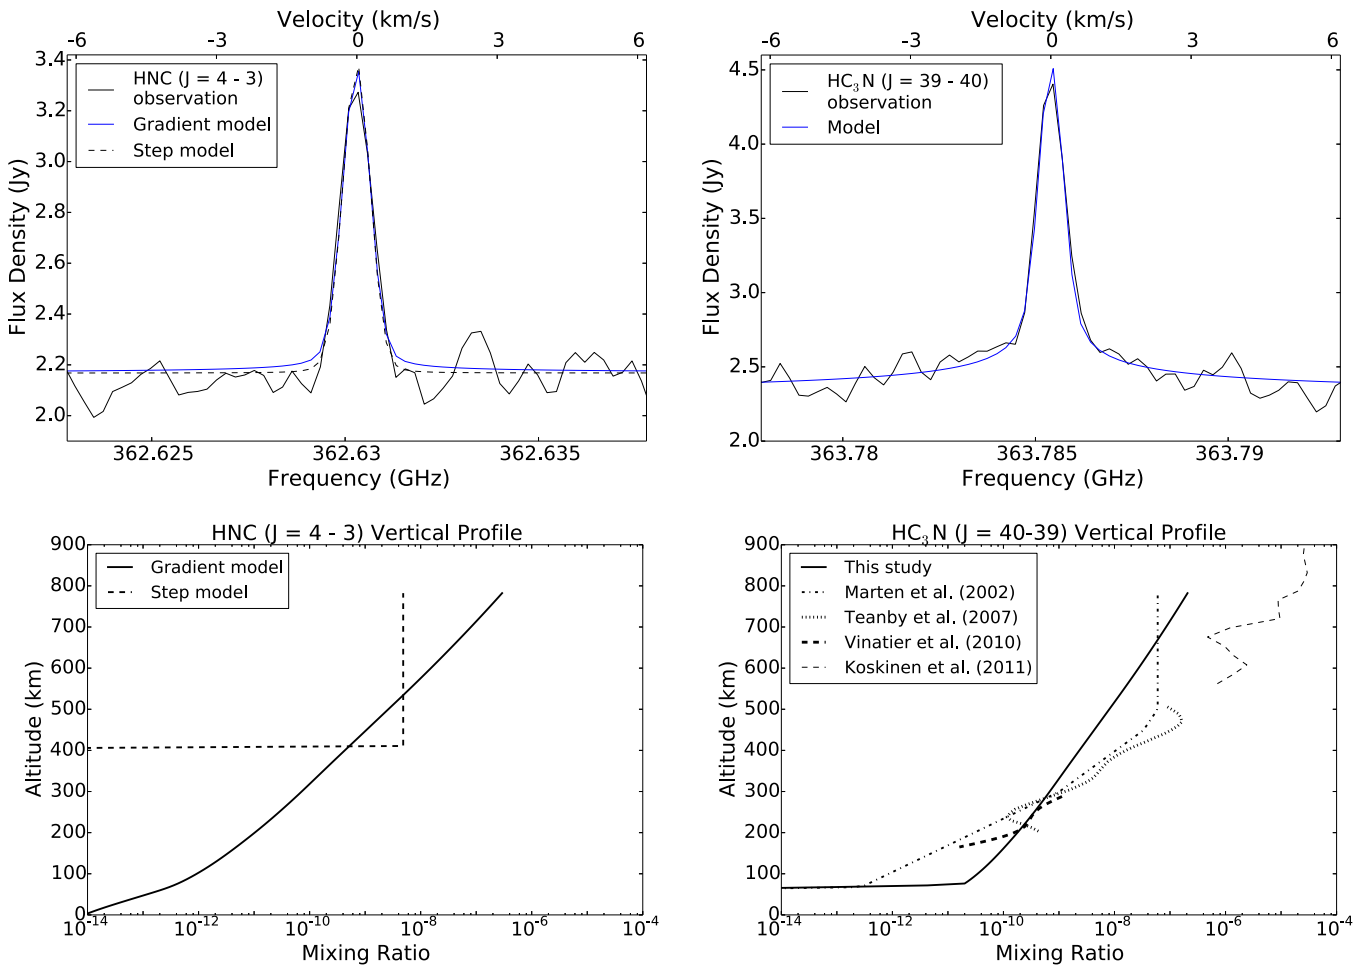 Velocity (km/s)
-6 -3 0 3 6
3.4
3.2
3.0
2.8
2.6
2.4
2.2
2.0
Flux Density (Jy)
HNC (J = 4 - 3)
observation
Gradient model
Step model
362.625 362.630 362.635
Frequency (GHz)
Velocity (km/s)
-6 -3 0 3 6
4.5
4.0
3.5
3.0
2.5
2.0
Flux Density (Jy)
HC3N (J = 39 - 40)
observation
Model
363.78 363.785 363.79
Frequency (GHz)
HNC (J = 4 - 3) Vertical Profile
900
800
700
600
500
400
300
200
100
0
Altitude (km)
Gradient model
Step model
10^-14 10^-12 10^-10 10^-8 10^-6 10^-4
Mixing Ratio
HC3N (J = 40-39) Vertical Profile
900
800
700
600
500
400
300
200
100
0
Altitude (km)
This study
Marten et al. (2002)
Teanby et al. (2007)
Vinatier et al. (2010)
Koskinen et al. (2011)
10^-14 10^-12 10^-10 10^-8 10^-6 10^-4
Mixing Ratio